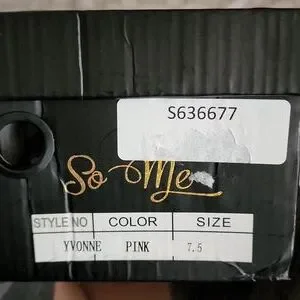 S636677
So Me
STYLE NO COLOR SIZE
YVONNE PINK 7.5